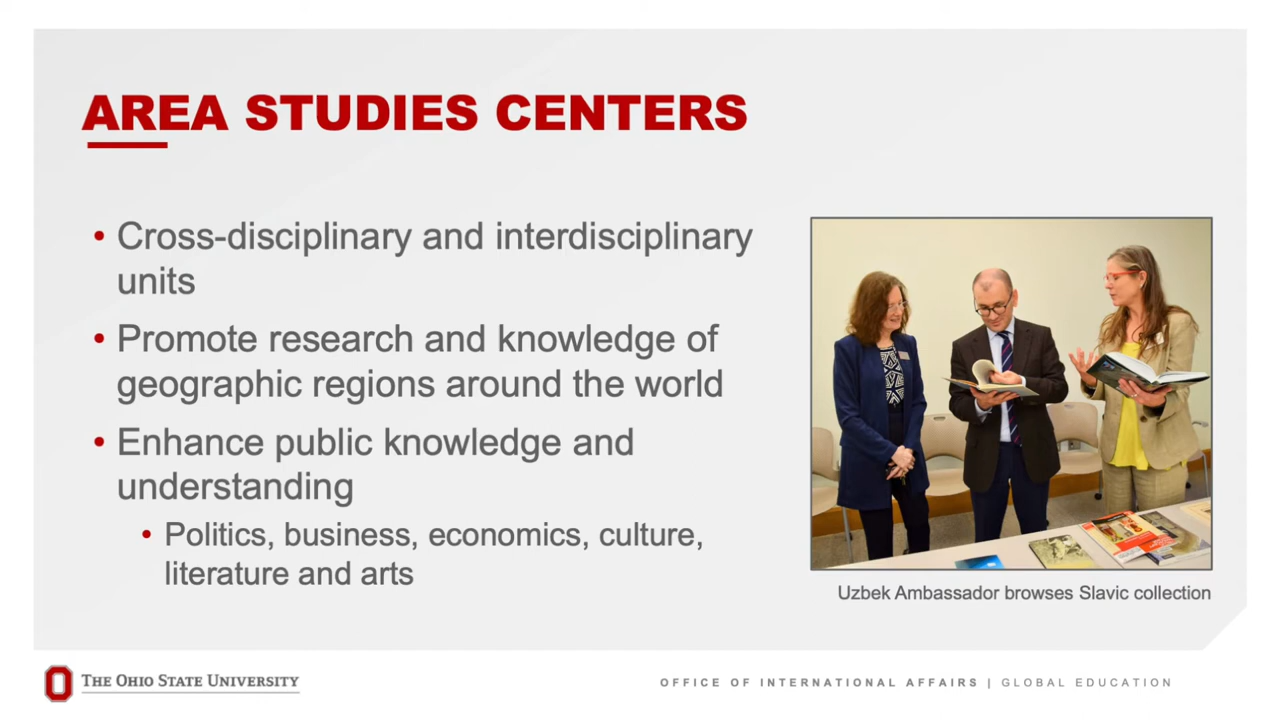 AREA STUDIES CENTERS
• Cross-disciplinary and interdisciplinary
units
• Promote research and knowledge of
geographic regions around the world
• Enhance public knowledge and
understanding
• Politics, business, economics, culture,
literature and arts
Uzbek Ambassador browses Slavic collection
THE OHIO STATE UNIVERSITY
OFFICE OF INTERNATIONAL AFFAIRS | GLOBAL EDUCATION